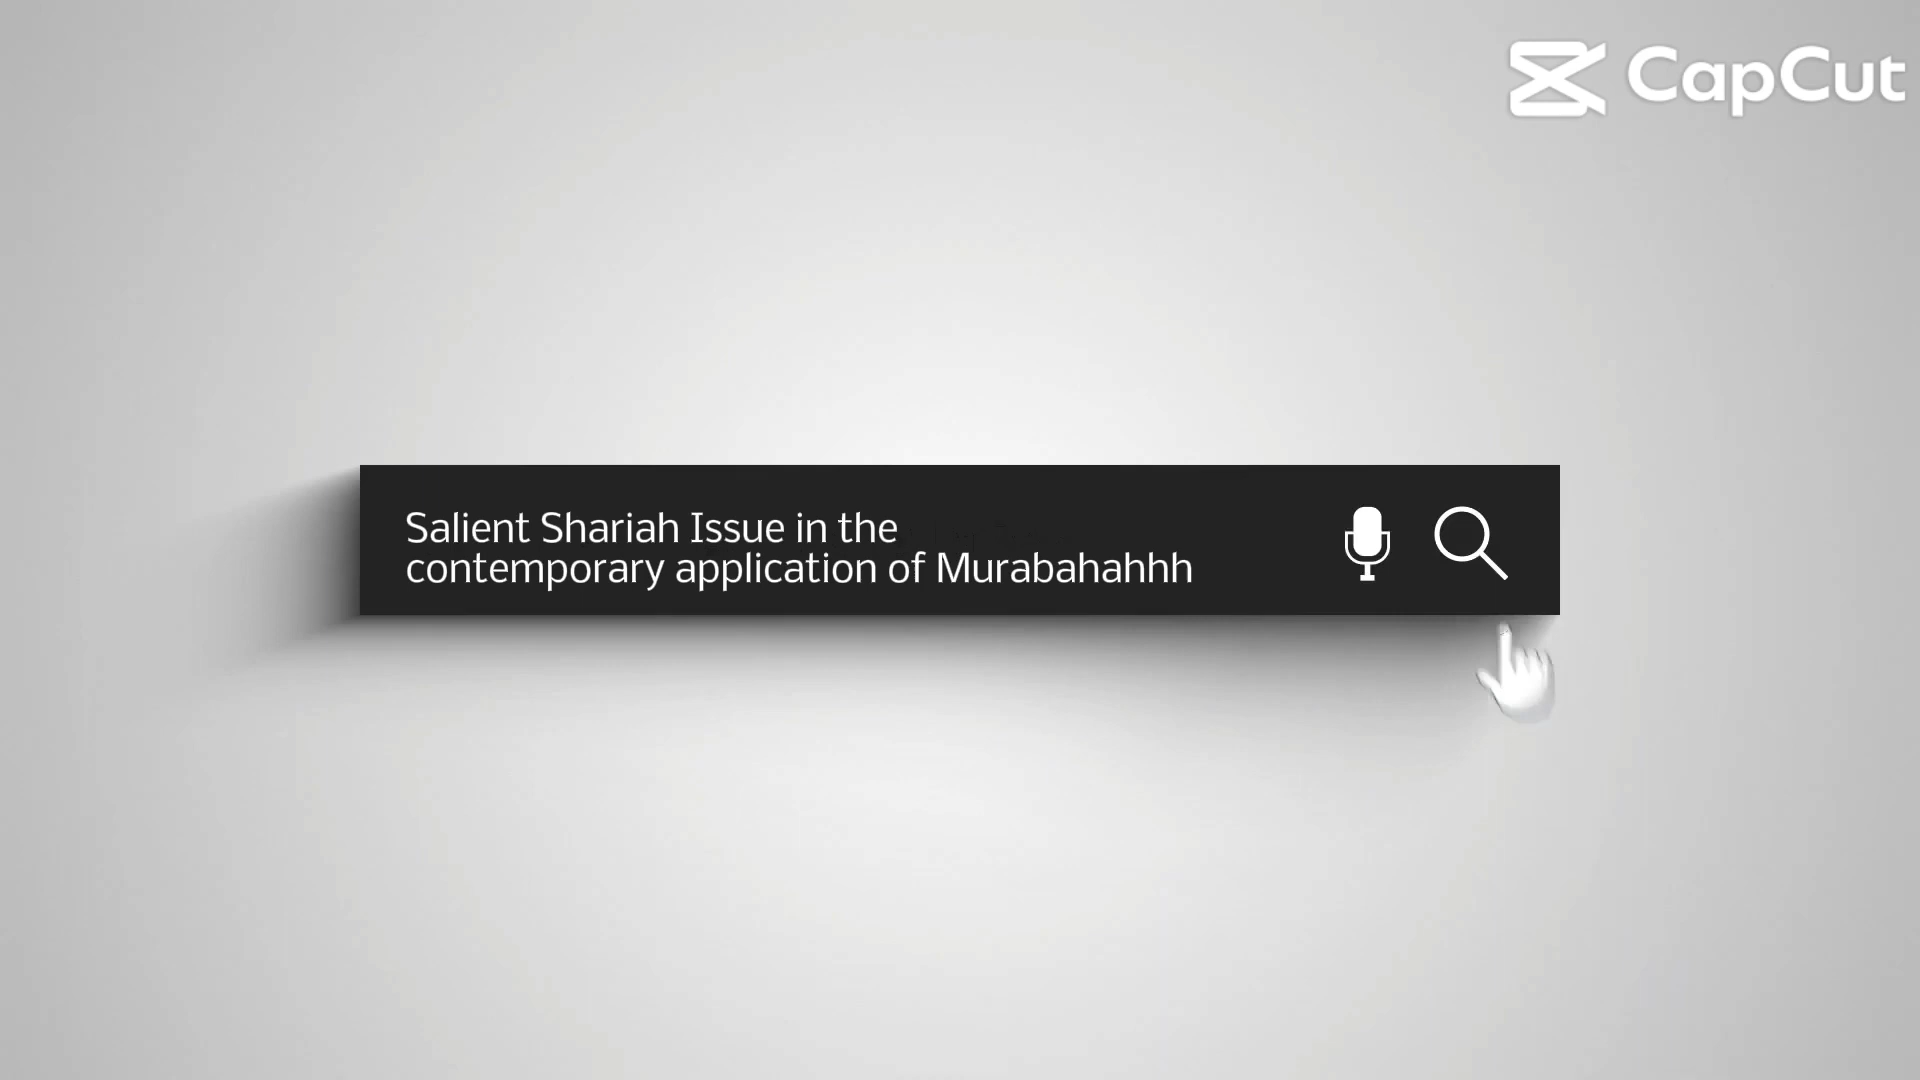 CapCut
Salient Shariah Issue in the
contemporary application of Murabahahhh